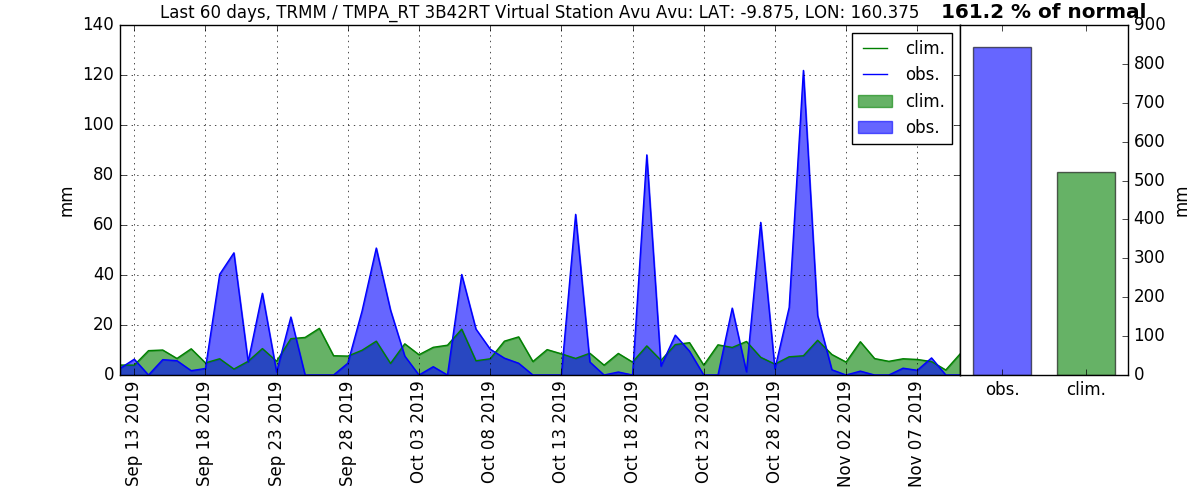 Last 60 days, TRMM / TMPA_RT 3B42RT Virtual Station Avu Avu: LAT: -9.875, LON: 160.375
161.2 % of normal
140
120
100
80
60
40
20
0
mm
clim.
obs.
clim.
obs.
900
800
700
600
500
400
300
200
100
0
mm
Sep 13 2019
Sep 18 2019
Sep 23 2019
Sep 28 2019
Oct 03 2019
Oct 08 2019
Oct 13 2019
Oct 18 2019
Oct 23 2019
Oct 28 2019
Nov 02 2019
Nov 07 2019
obs.
clim.